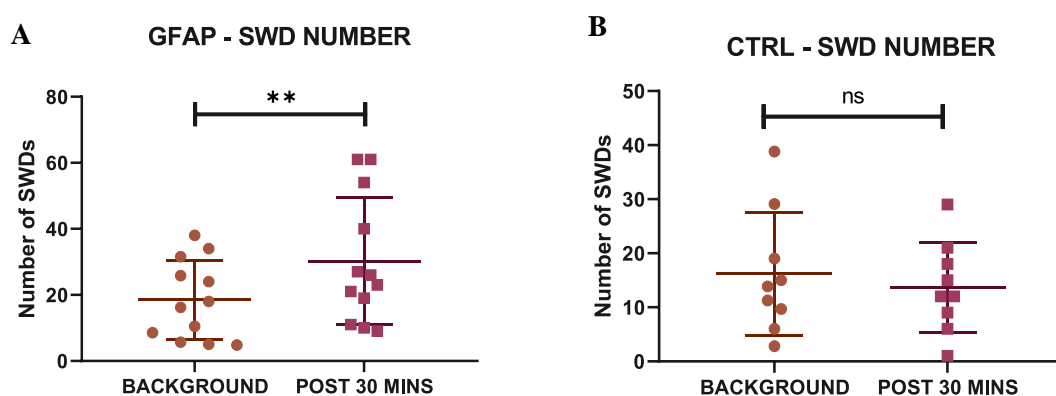 A
GFAP - SWD NUMBER
**
Number of SWDs
80
60
40
20
0
BACKGROUND
POST 30 MINS
B
CTRL - SWD NUMBER
ns
Number of SWDs
50
40
30
20
10
0
BACKGROUND
POST 30 MINS